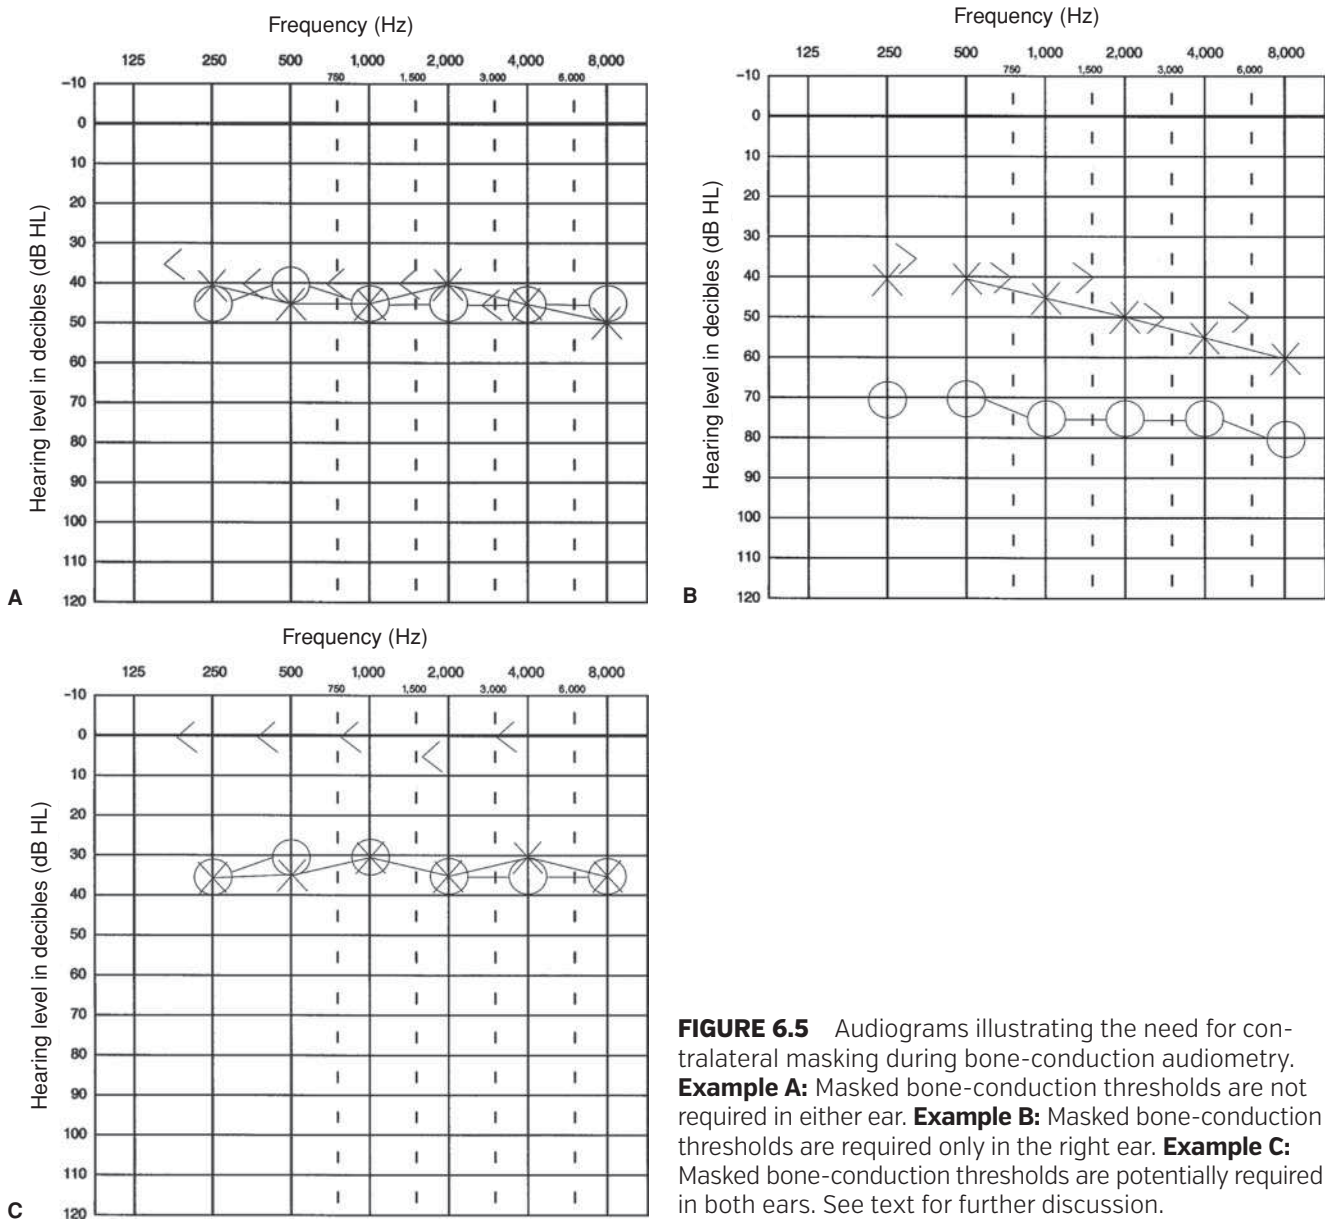 Frequency (Hz)
125 250 500 1,000 2,000 4,000 8,000
750 1,500 3,000 6.000
Hearing level in decibles (dB HL)
–10
0
10
20
30
40
50
60
70
80
90
100
110
120
A
Frequency (Hz)
125 250 500 1,000 2,000 4,000 8,000
750 1,500 3,000 6,000
Hearing level in decibles (dB HL)
–10
0
10
20
30
40
50
60
70
80
90
100
110
120
B
Frequency (Hz)
125 250 500 1,000 2,000 4,000 8,000
750 1,500 3,000 6.000
Hearing level in decibles (dB HL)
–10
0
10
20
30
40
50
60
70
80
90
100
110
120
C
FIGURE 6.5 Audiograms illustrating the need for con-
tralateral masking during bone-conduction audiometry.
Example A: Masked bone-conduction thresholds are not
required in either ear. Example B: Masked bone-conduction
thresholds are required only in the right ear. Example C:
Masked bone-conduction thresholds are potentially required
in both ears. See text for further discussion.